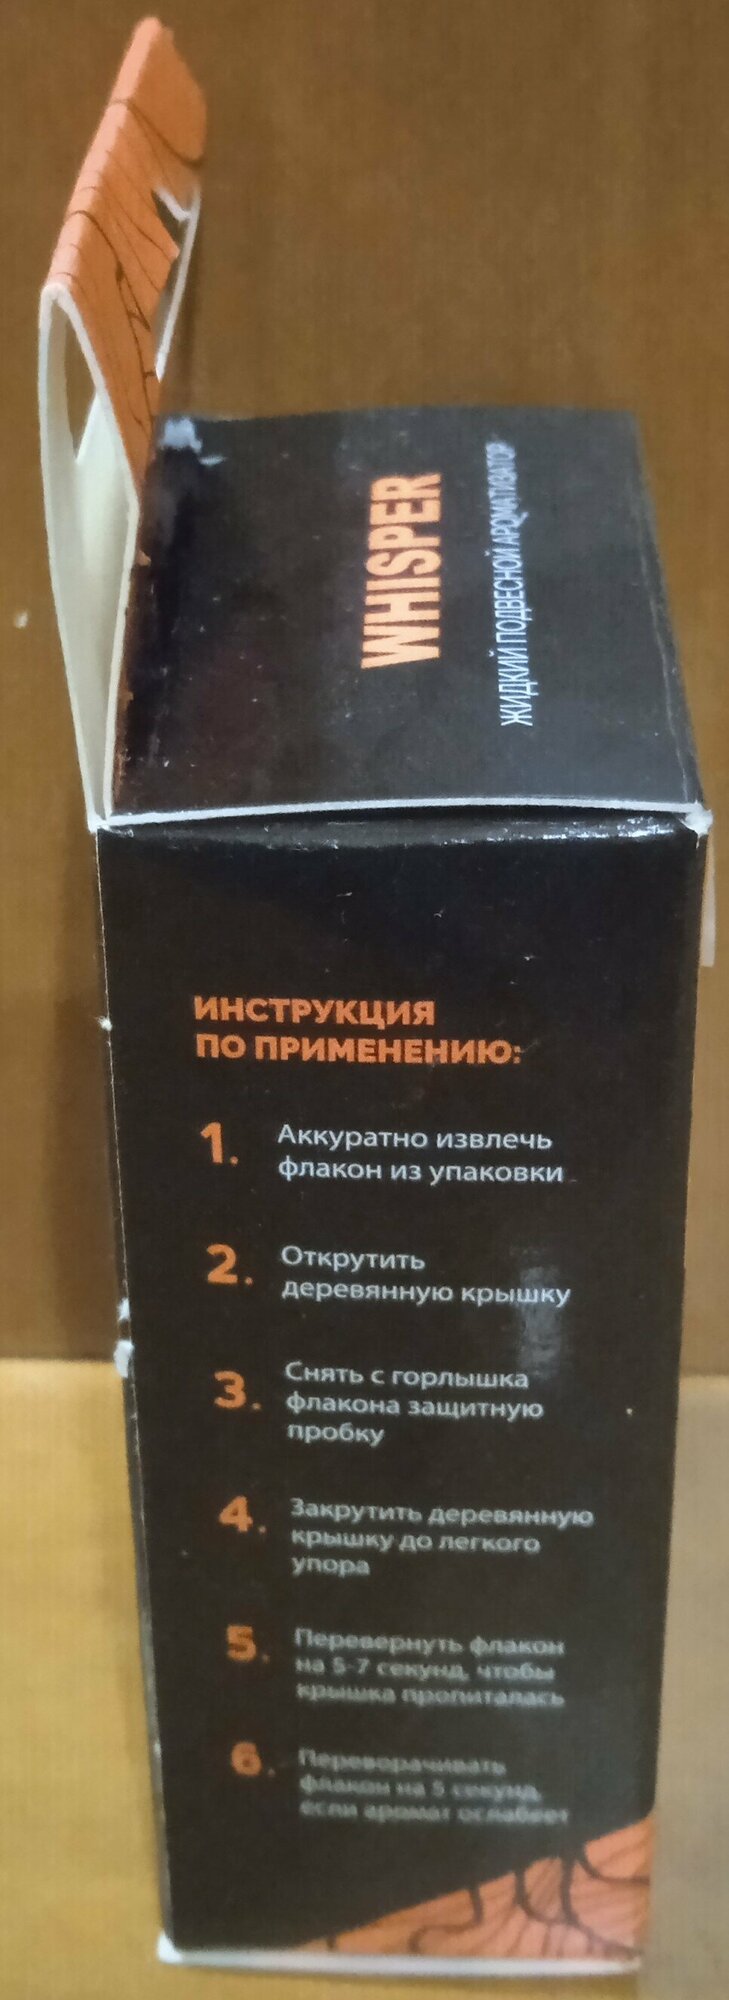 WHISPER
ЖИДКИЙ ПОДВЕСНОЙ АРОМАТИЗАТОР
ИНСТРУКЦИЯ
ПО ПРИМЕНЕНИЮ:
1. Аккуратно извлечь
флакон из упаковки
2. Открутить
деревянную крышку
3. Снять с горлышка
флакона защитную
пробку
4. Закрутить деревянную
крышку до легкого
упора
5. Перевернуть флакон
на 5-7 секунд, чтобы
крышка пропиталась
6. Переворачивать
флакон на 5 секунд,
если аромат ослабеет